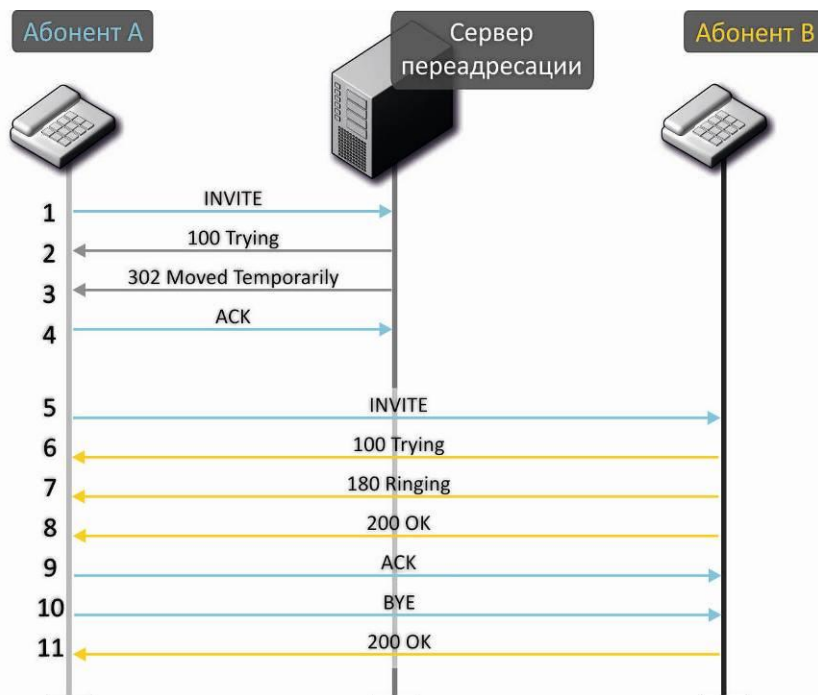 Абонент А
Сервер
переадресации
Абонент В
1 INVITE
2 100 Trying
3 302 Moved Temporarily
4 ACK
5 INVITE
6 100 Trying
7 180 Ringing
8 200 OK
9 ACK
10 BYE
11 200 OK